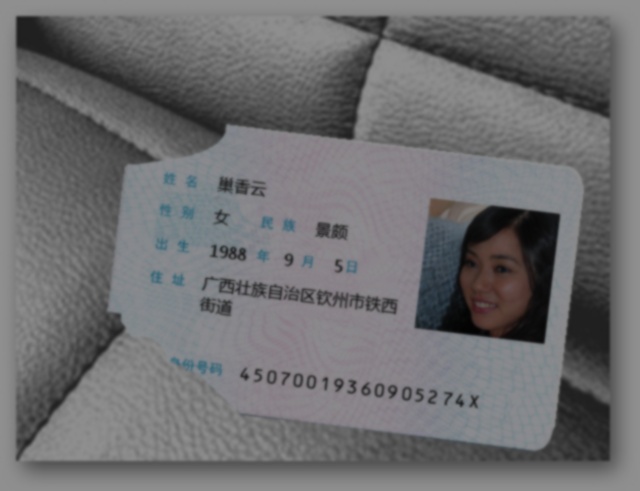 姓名 巢香云
性别 女 民族 景颇
出生 1988 年 9 月 5 日
住址 广西壮族自治区钦州市铁西
街道
身份号码 45070019360905274X